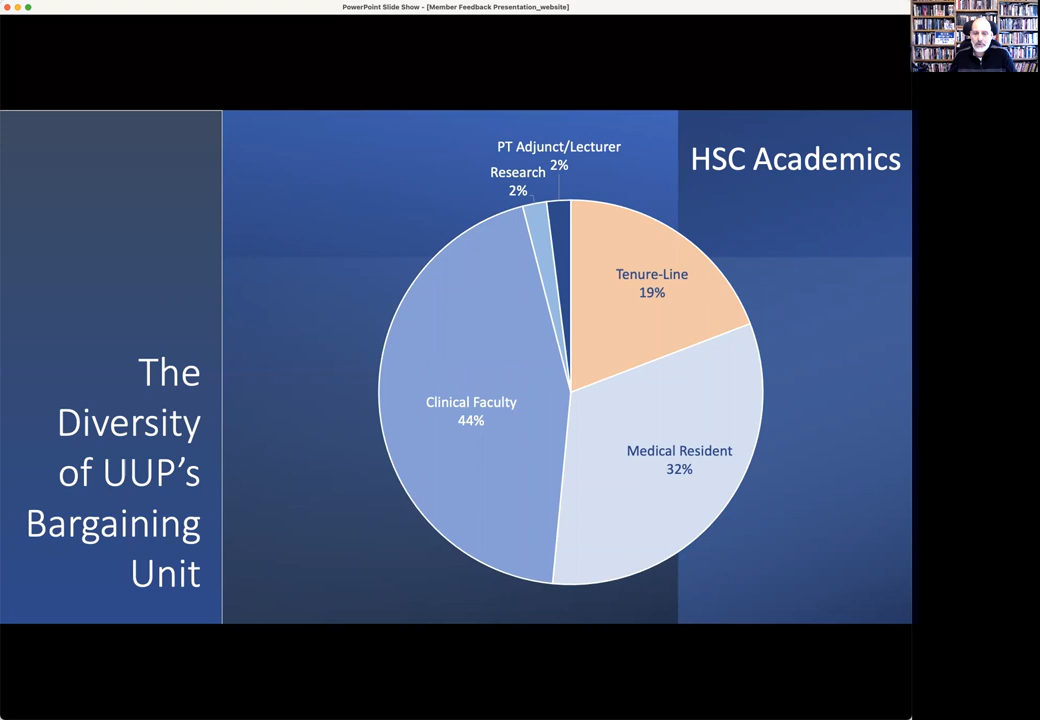 PowerPoint Slide Show - [Member Feedback Presentation_website]
HSC Academics
The
Diversity
of UUP’s
Bargaining
Unit
PT Adjunct/Lecturer
2%
Research
2%
Tenure-Line
19%
Clinical Faculty
44%
Medical Resident
32%